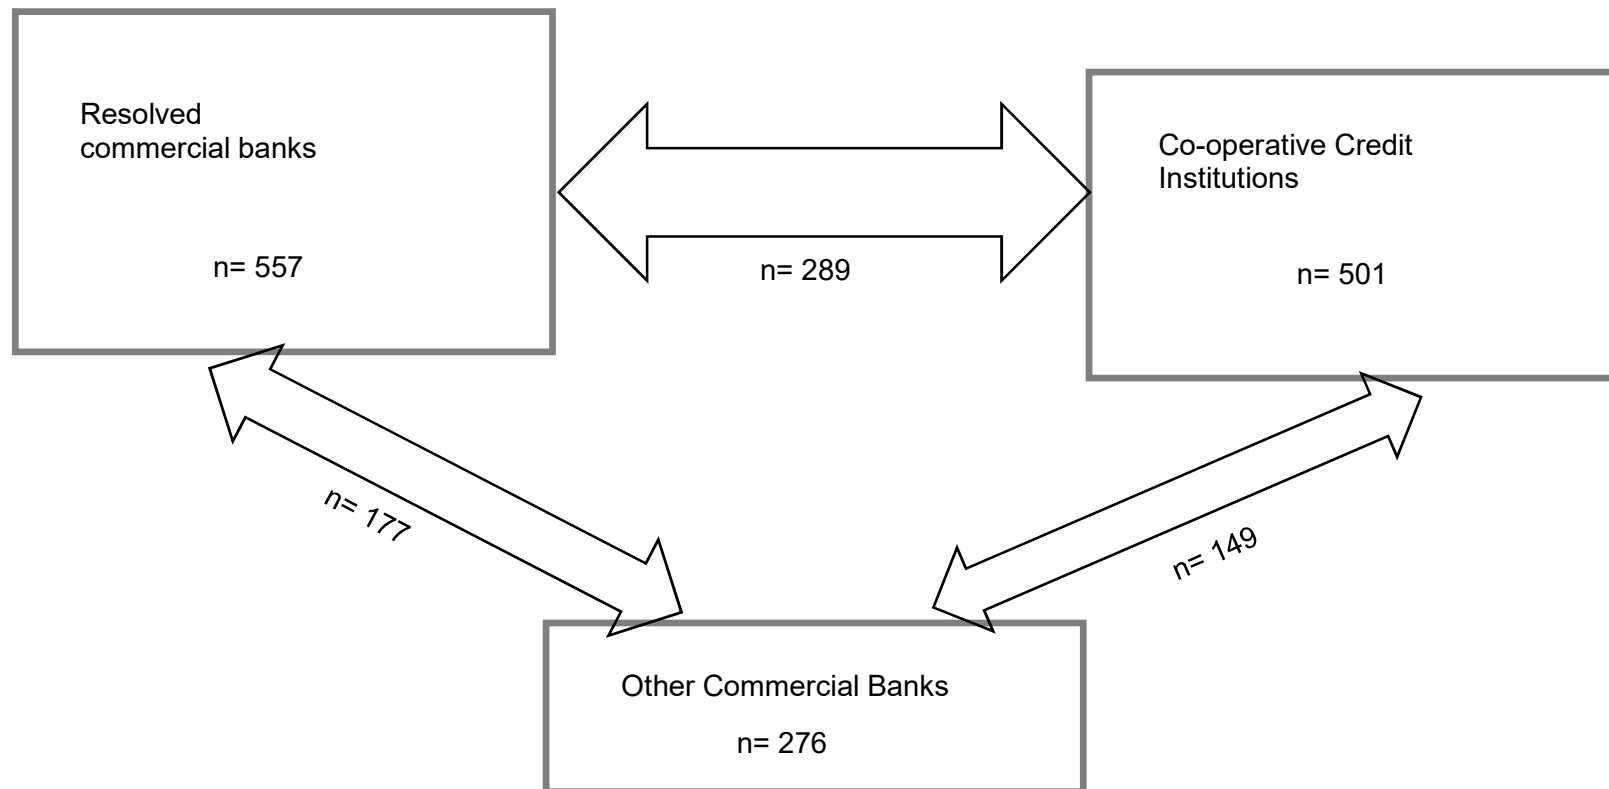 Resolved
commercial banks
n= 557
n= 289
Co-operative Credit
Institutions
n= 501
n= 177
n= 149
Other Commercial Banks
n= 276